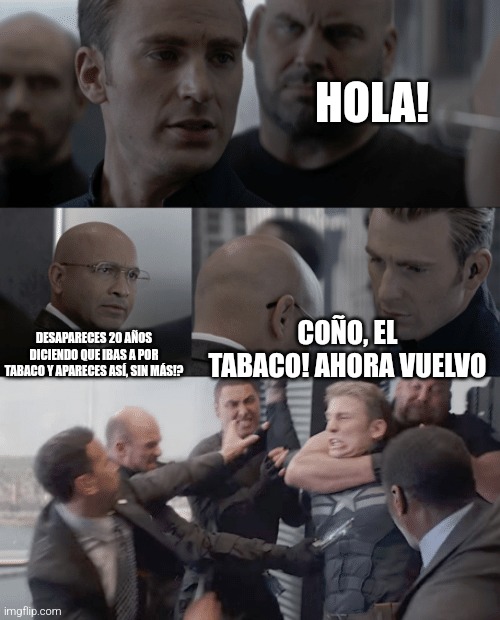 HOLA!
DESAPARECES 20 AÑOS
DICIENDO QUE IBAS A POR
TABACO Y APARECES ASÍ, SIN MÁS!?
COÑO, EL
TABACO! AHORA VUELVO
imgflip.com